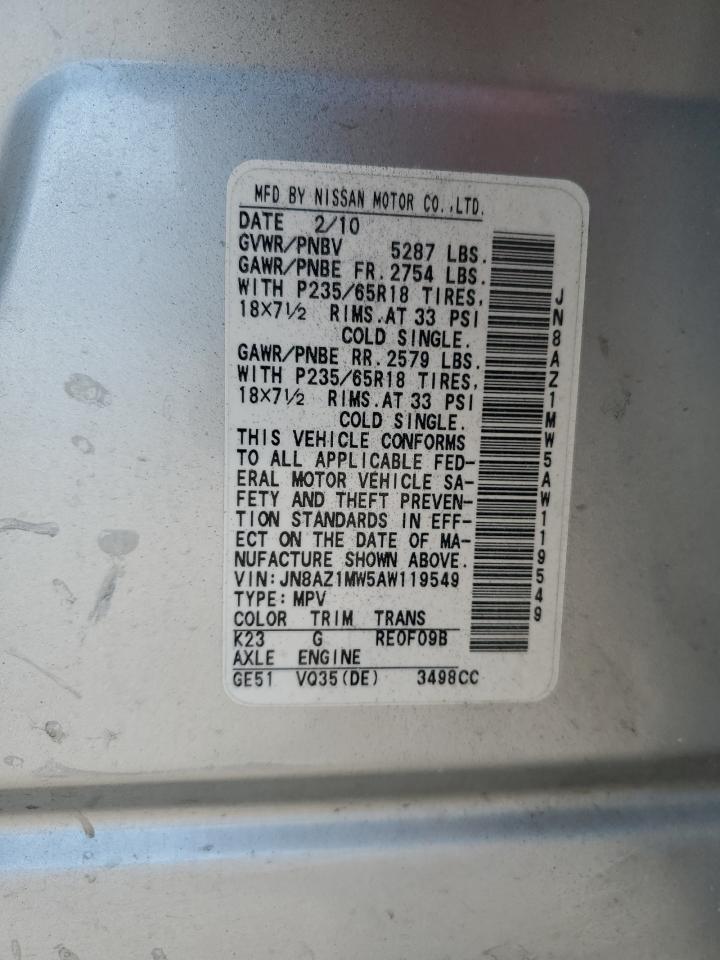 MFD BY NISSAN MOTOR CO.,LTD.
DATE 2/10
GVWR/PNBV 5287 LBS.
GAWR/PNBE FR. 2754 LBS.
WITH P235/65R18 TIRES,
18×7½ RIMS.AT 33 PSI
COLD SINGLE.
GAWR/PNBE RR. 2579 LBS.
WITH P235/65R18 TIRES,
18×7½ RIMS.AT 33 PSI
COLD SINGLE.
THIS VEHICLE CONFORMS
TO ALL APPLICABLE FED-
ERAL MOTOR VEHICLE SA-
FETY AND THEFT PREVEN-
TION STANDARDS IN EFF-
ECT ON THE DATE OF MA-
NUFACTURE SHOWN ABOVE.
VIN: JN8AZ1MW5AW119549
TYPE: MPV
COLOR TRIM TRANS
K23 G RE0F09B
AXLE ENGINE
GE51 VQ35(DE) 3498CC
JN8AZ1MW5AW119549